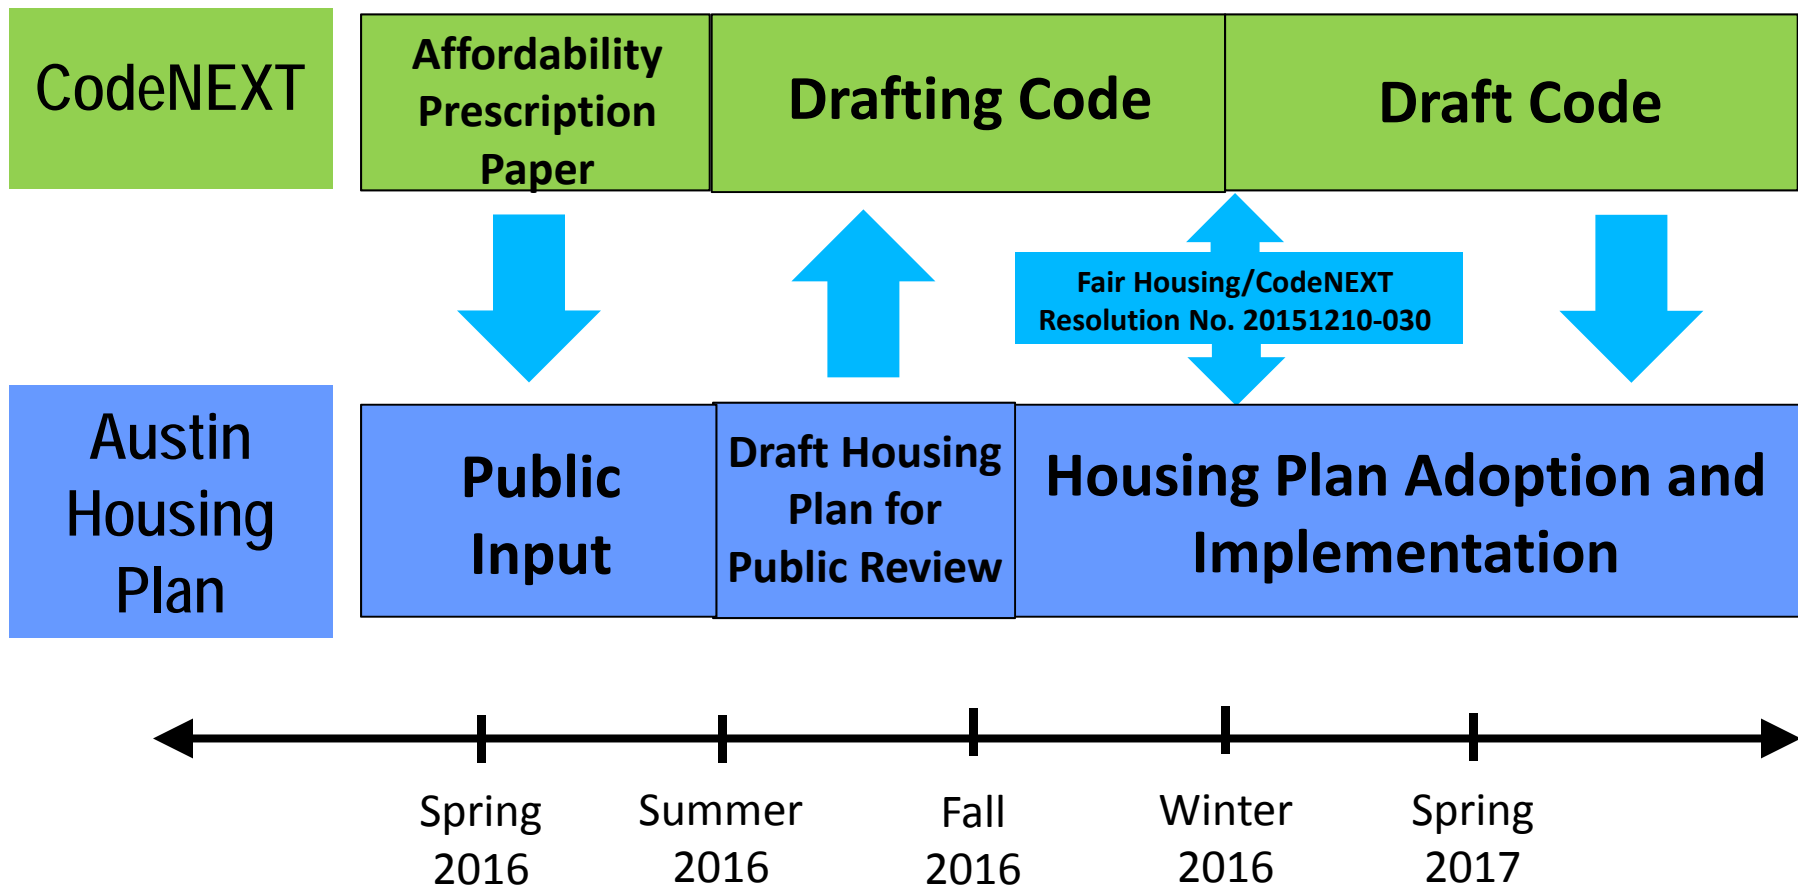 CodeNEXT
Affordability
Prescription
Paper
Drafting Code
Draft Code
Fair Housing/CodeNEXT
Resolution No. 20151210-030
Austin
Housing
Plan
Public
Input
Draft Housing
Plan for
Public Review
Housing Plan Adoption and
Implementation
Spring
2016
Summer
2016
Fall
2016
Winter
2016
Spring
2017